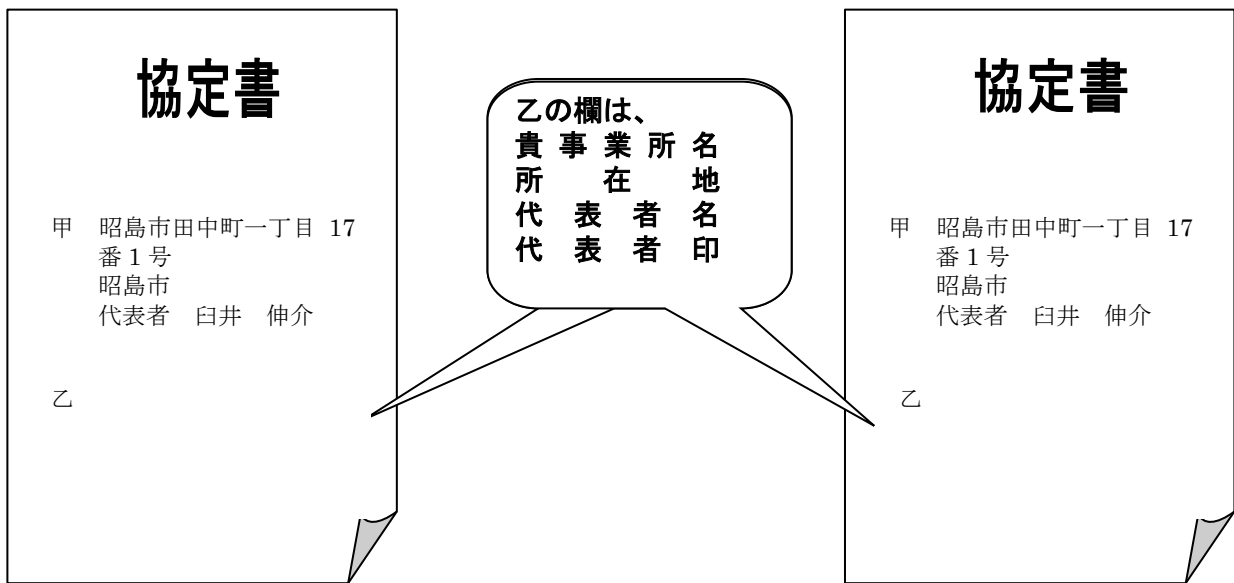 協定書
甲 昭島市田中町一丁目 17
番1号
昭島市
代表者 臼井 伸介
乙
乙の欄は、
貴事業所名
所在地
代表者名
代表者印
協定書
甲 昭島市田中町一丁目 17
番1号
昭島市
代表者 臼井 伸介
乙